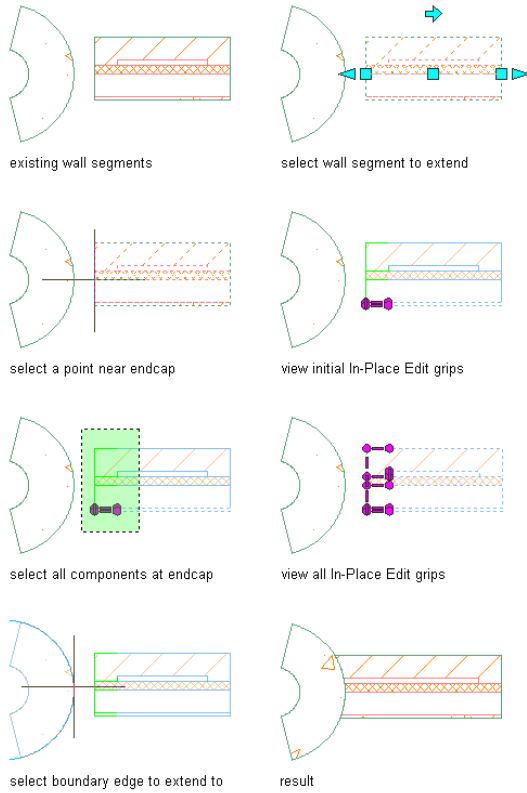 existing wall segments
select wall segment to extend
select a point near endcap
view initial In-Place Edit grips
select all components at endcap
view all In-Place Edit grips
select boundary edge to extend to
result